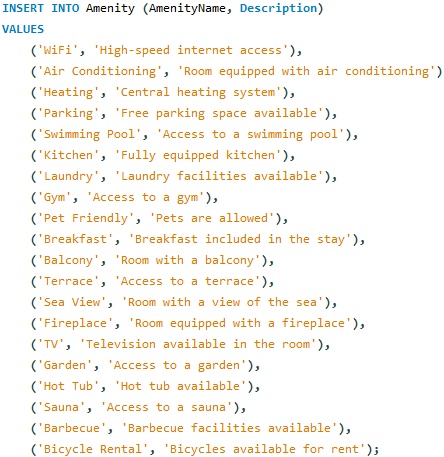 INSERT INTO Amenity (AmenityName, Description)
VALUES
('WiFi', 'High-speed internet access'),
('Air Conditioning', 'Room equipped with air conditioning')
('Heating', 'Central heating system'),
('Parking', 'Free parking space available'),
('Swimming Pool', 'Access to a swimming pool'),
('Kitchen', 'Fully equipped kitchen'),
('Laundry', 'Laundry facilities available'),
('Gym', 'Access to a gym'),
('Pet Friendly', 'Pets are allowed'),
('Breakfast', 'Breakfast included in the stay'),
('Balcony', 'Room with a balcony'),
('Terrace', 'Access to a terrace'),
('Sea View', 'Room with a view of the sea'),
('Fireplace', 'Room equipped with a fireplace'),
('TV', 'Television available in the room'),
('Garden', 'Access to a garden'),
('Hot Tub', 'Hot tub available'),
('Sauna', 'Access to a sauna'),
('Barbecue', 'Barbecue facilities available'),
('Bicycle Rental', 'Bicycles available for rent');